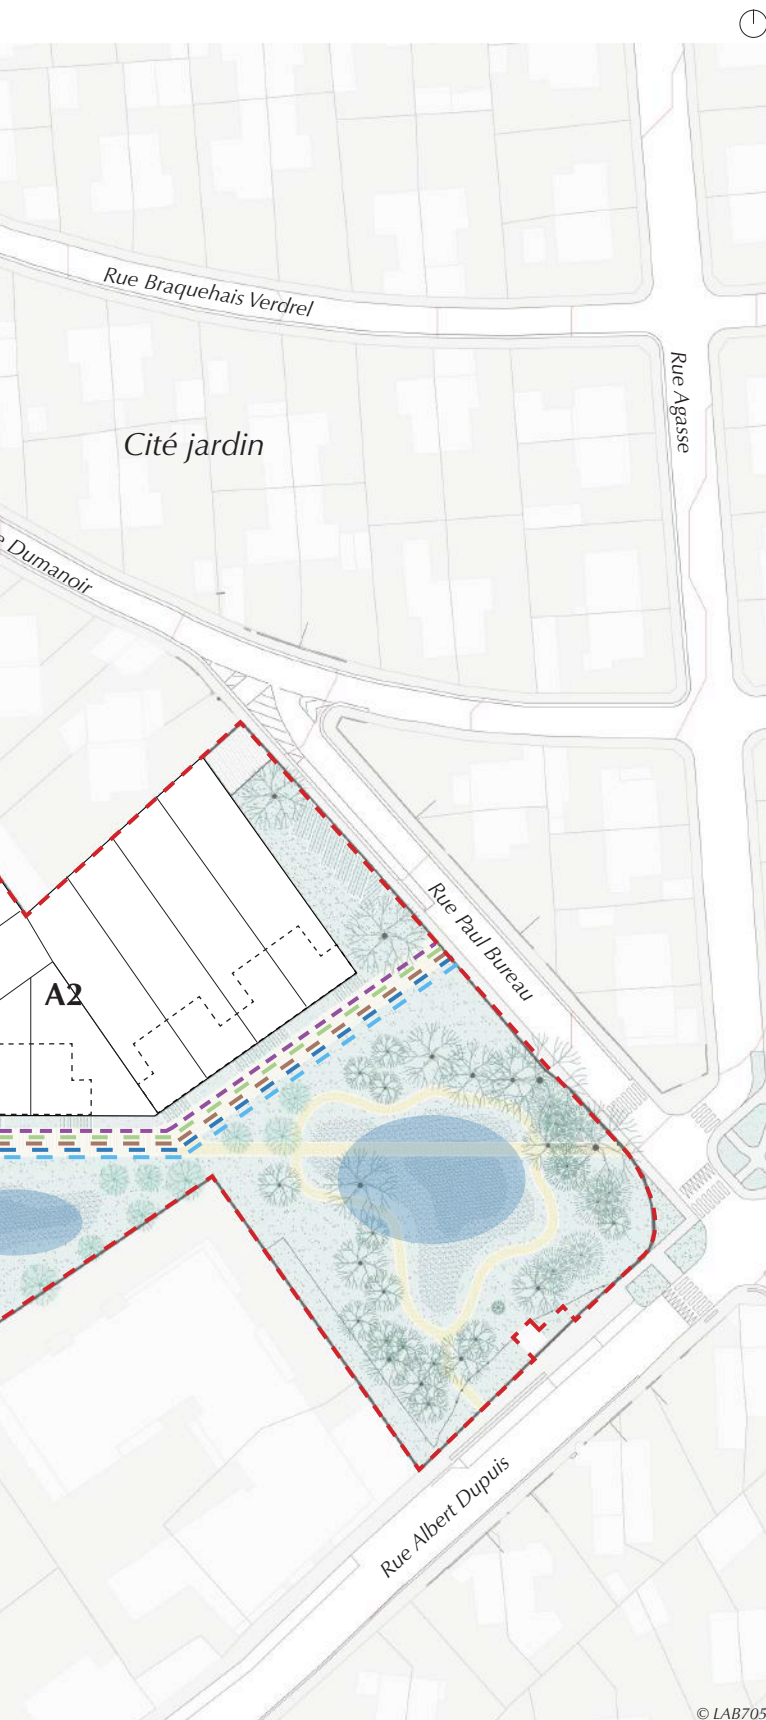 Rue Braquehais Verdrel
Rue Agasse
Cité jardin
Dumanoir
Rue Paul Bureau
A2
Rue Albert Dupuis
© LAB705